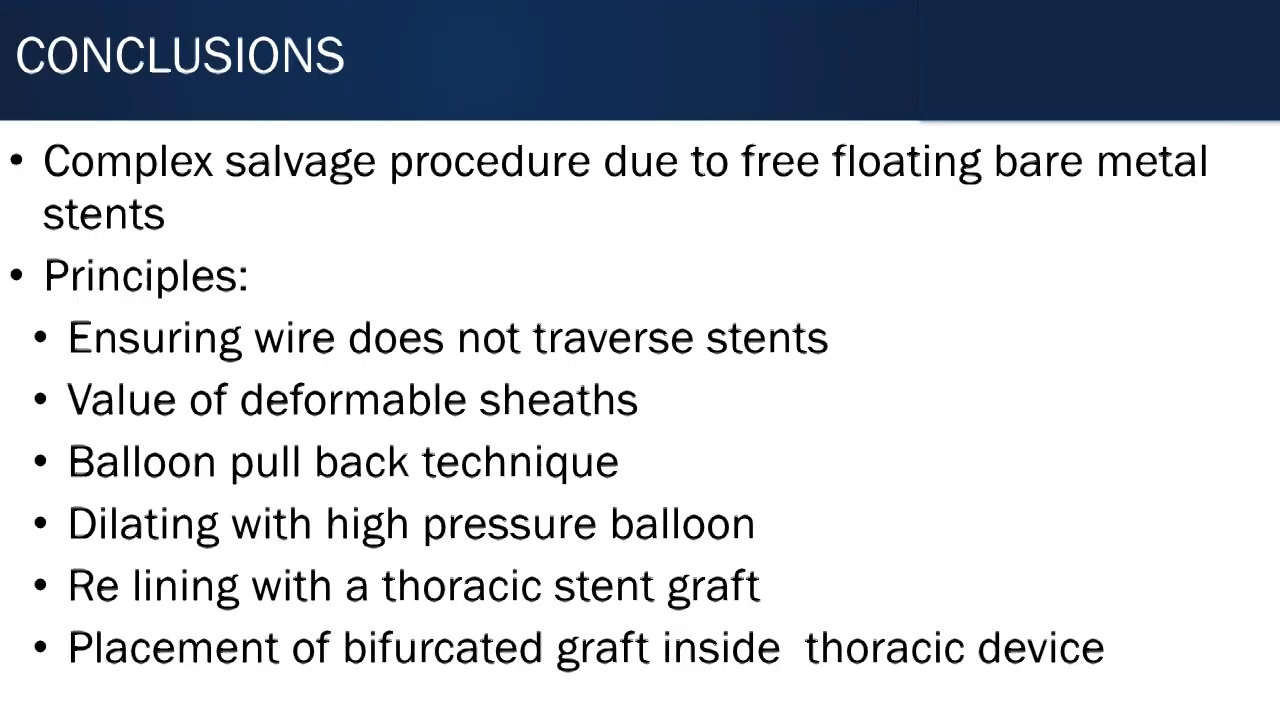 CONCLUSIONS
• Complex salvage procedure due to free floating bare metal
stents
• Principles:
• Ensuring wire does not traverse stents
• Value of deformable sheaths
• Balloon pull back technique
• Dilating with high pressure balloon
• Re lining with a thoracic stent graft
• Placement of bifurcated graft inside  thoracic device